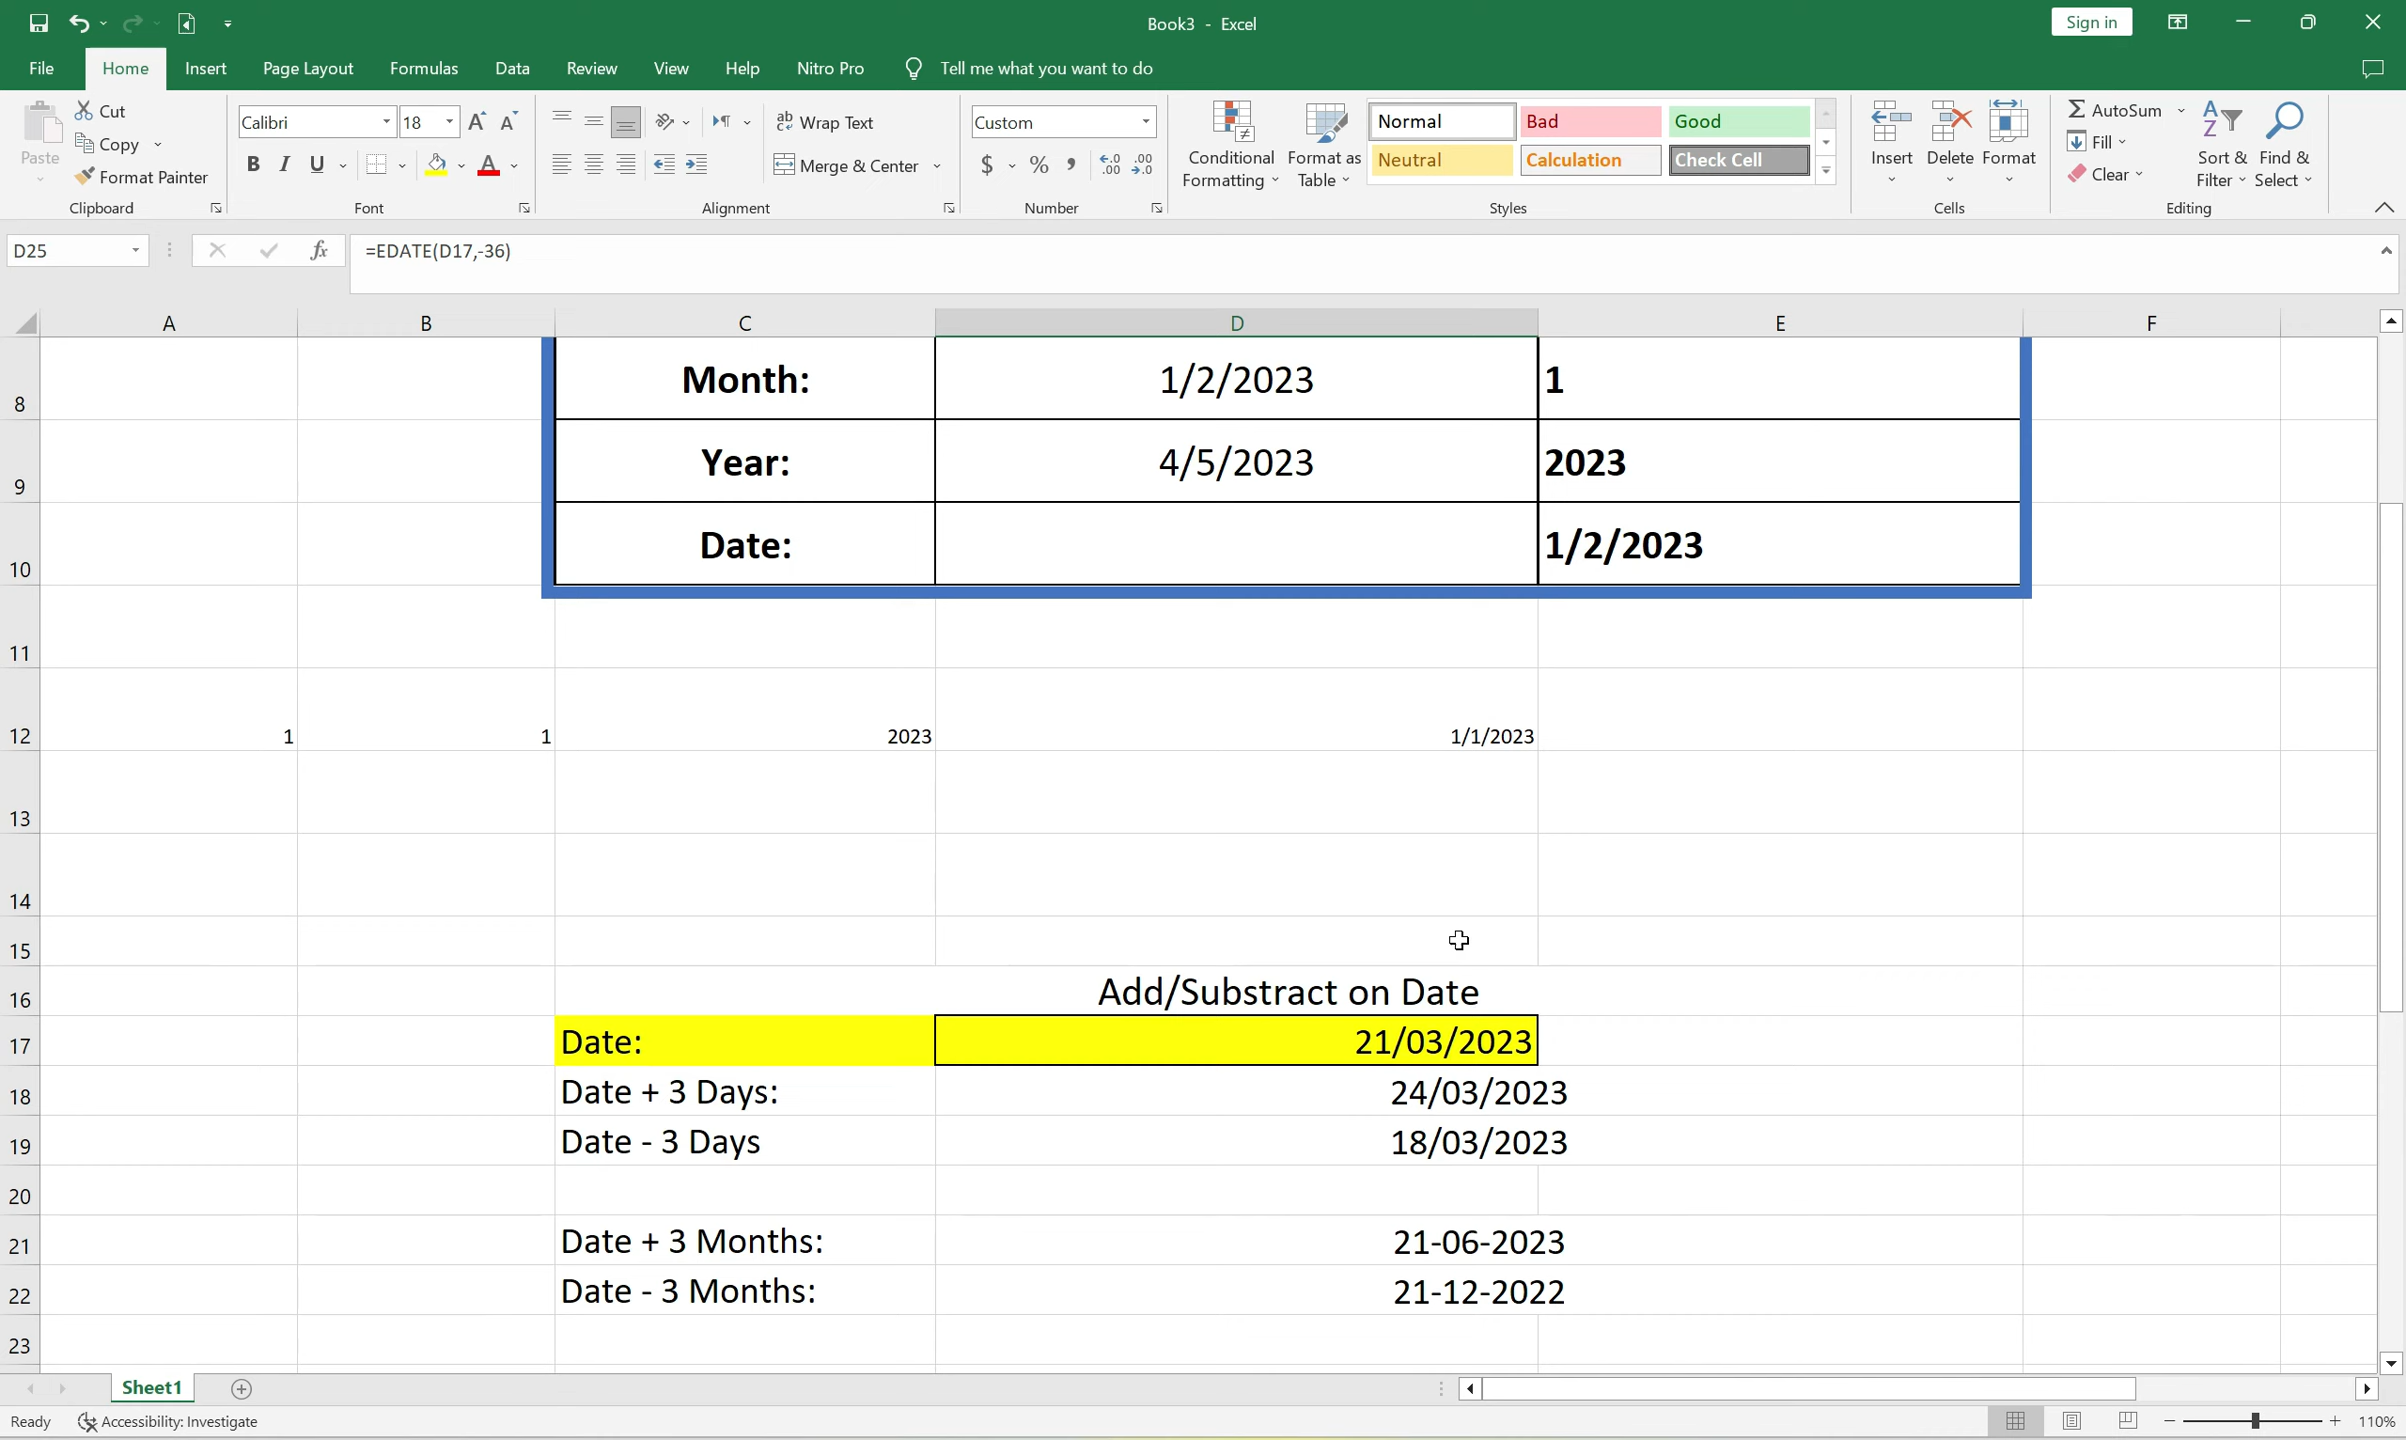 Book3 - Excel
Sign in
File Home Insert Page Layout Formulas Data Review View Help Nitro Pro Tell me what you want to do
Paste
Cut
Copy
Format Painter
Clipboard
Calibri 18
B I U A
Font
Wrap Text
Merge & Center
Alignment
Custom
$ % ,
Number
Conditional Formatting
Format as Table
Normal Bad Good
Neutral Calculation Check Cell
Styles
Insert Delete Format
Cells
AutoSum
Fill
Clear
Sort & Filter
Find & Select
Editing
D25 fx =EDATE(D17,-36)
A B C D E F
8 Month: 1/2/2023 1
9 Year: 4/5/2023 2023
10 Date: 1/2/2023
11
12 1 1 2023 1/1/2023
13
14
15
16 Add/Substract on Date
17 Date: 21/03/2023
18 Date + 3 Days: 24/03/2023
19 Date - 3 Days 18/03/2023
20
21 Date + 3 Months: 21-06-2023
22 Date - 3 Months: 21-12-2022
23
Sheet1
Ready Accessibility: Investigate 110%